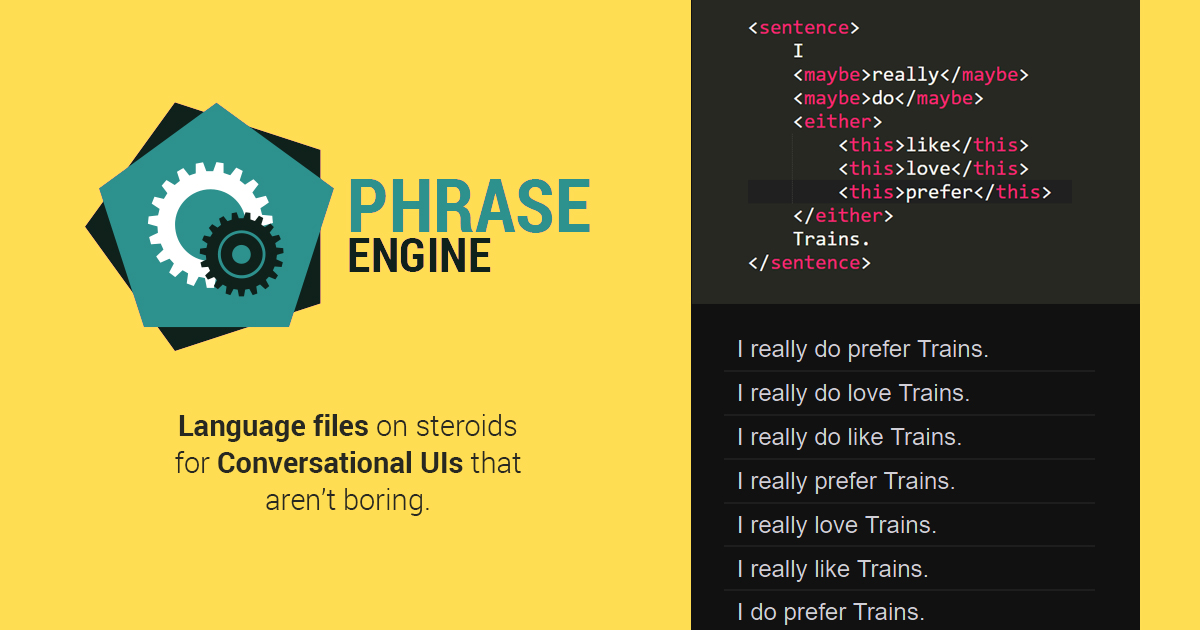 PHRASE
ENGINE
Language files on steroids
for Conversational UIs that
aren't boring.
<sentence>
    I
    <maybe>really</maybe>
    <maybe>do</maybe>
    <either>
        <this>like</this>
        <this>love</this>
        <this>prefer</this>
    </either>
    Trains.
</sentence>
I really do prefer Trains.
I really do love Trains.
I really do like Trains.
I really prefer Trains.
I really love Trains.
I really like Trains.
I do prefer Trains.